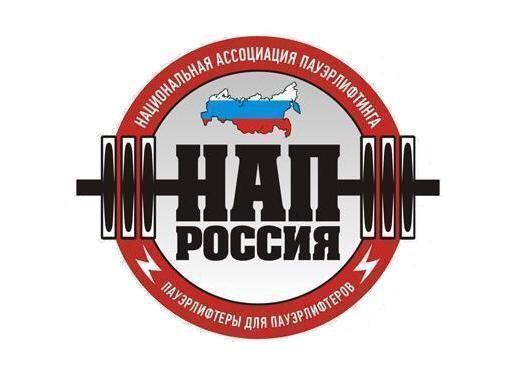 НАЦИОНАЛЬНАЯ АССОЦИАЦИЯ ПАУЭРЛИФТИНГА
НАП
РОССИЯ
ПАУЭРЛИФТЕРЫ ДЛЯ ПАУЭРЛИФТЕРОВ